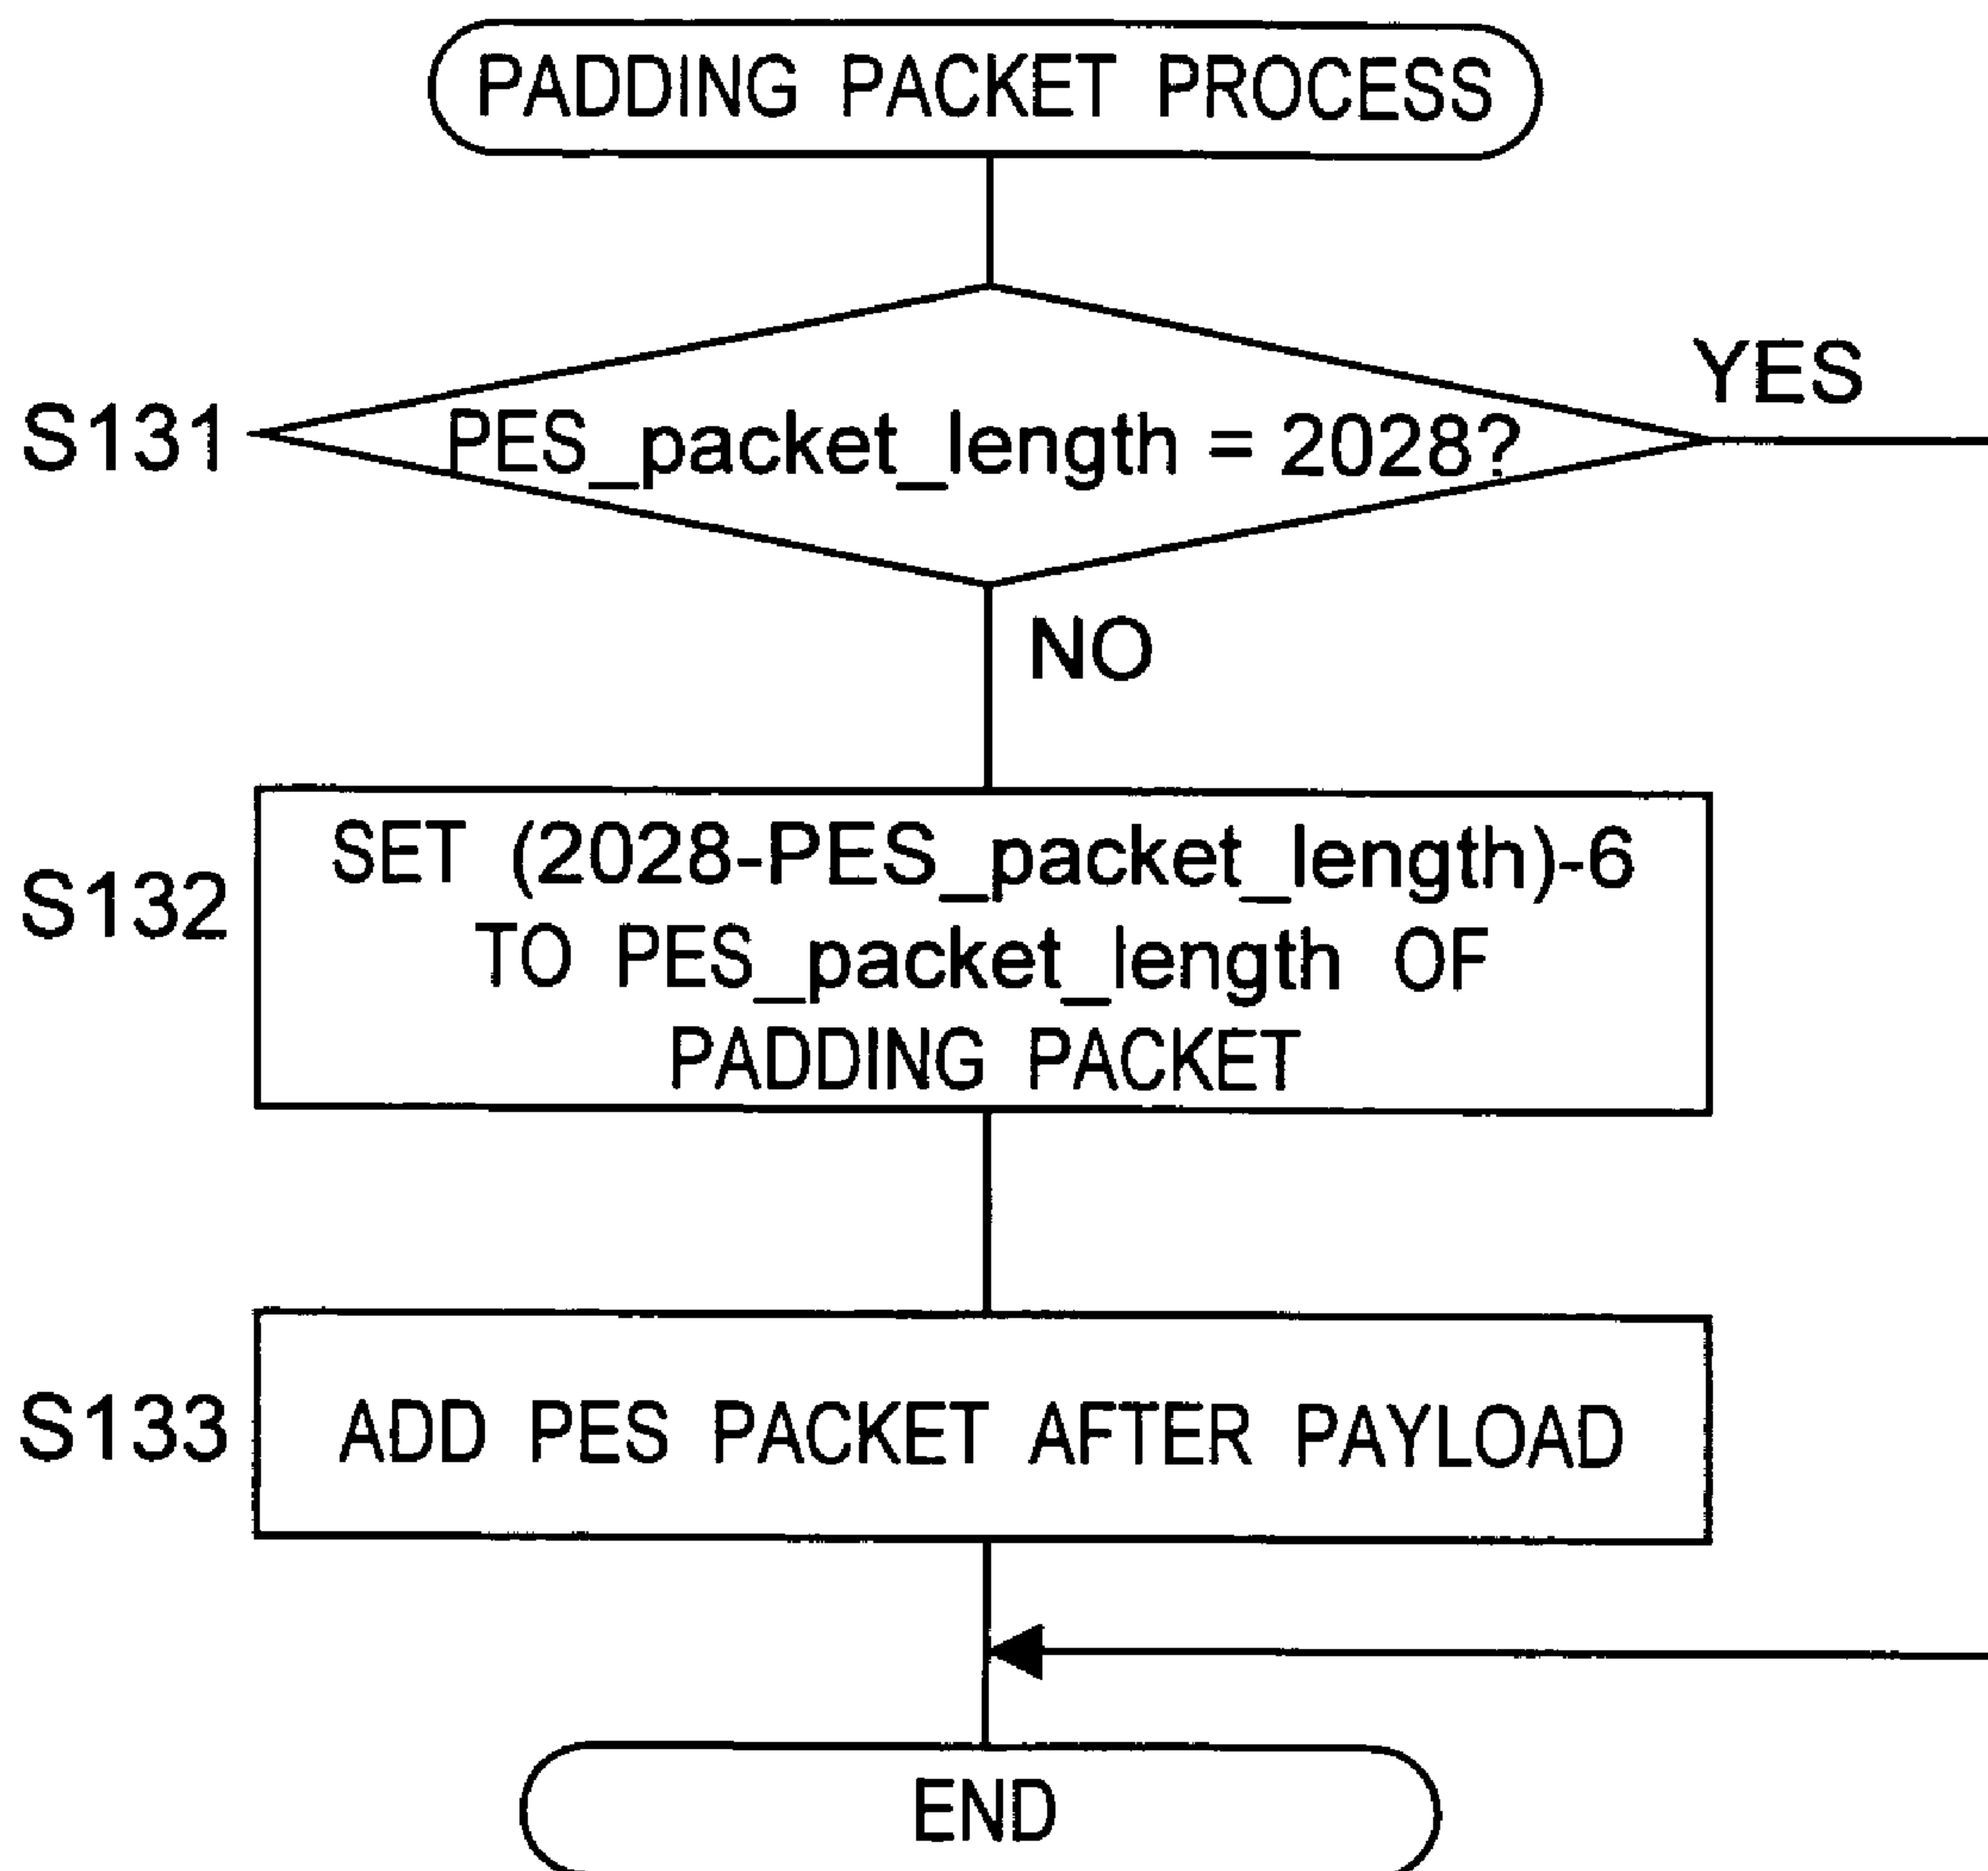 PADDING PACKET PROCESS
YES
S131
PES_packet_length = 2028?
NO
S132
SET (2028-PES_packet_length)-6
TO PES_packet_length OF
PADDING PACKET
S133
ADD PES PACKET AFTER PAYLOAD
END